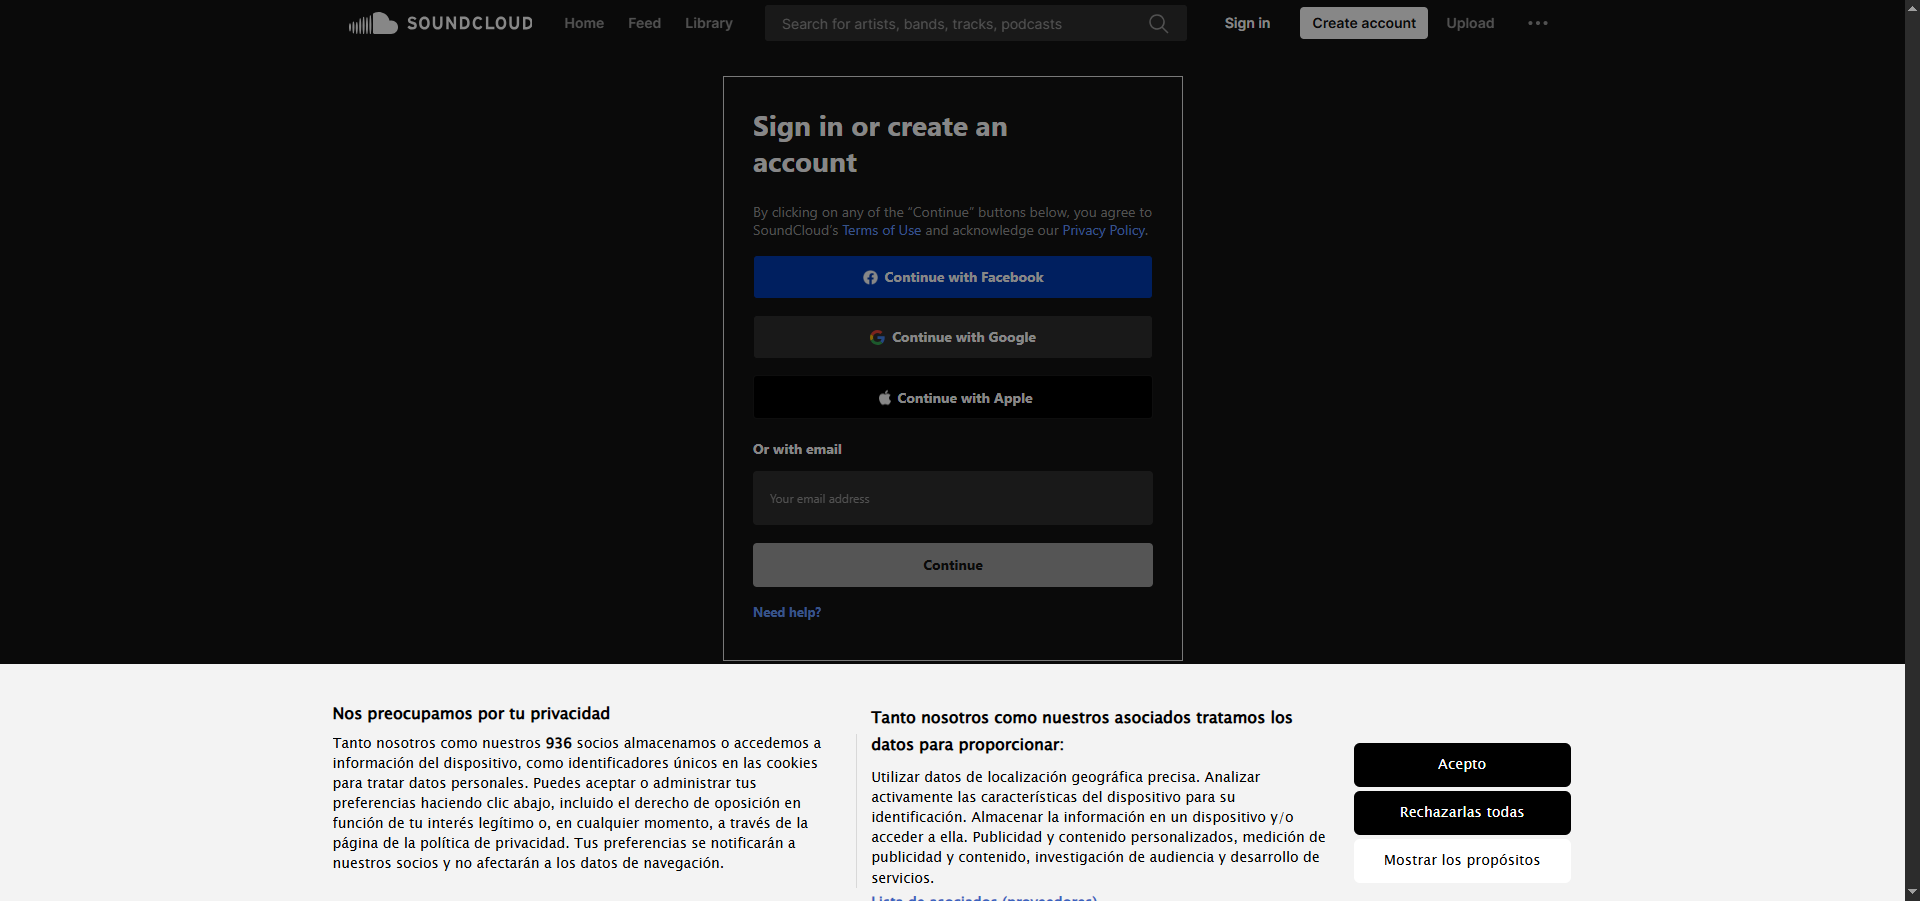 SOUNDCLOUD Home Feed Library Search for artists, bands, tracks, podcasts Sign in Create account Upload
Sign in or create an
account
By clicking on any of the “Continue” buttons below, you agree to
SoundCloud’s Terms of Use and acknowledge our Privacy Policy.
Continue with Facebook
Continue with Google
Continue with Apple
Or with email
Your email address
Continue
Need help?
Nos preocupamos por tu privacidad
Tanto nosotros como nuestros 936 socios almacenamos o accedemos a
información del dispositivo, como identificadores únicos en las cookies
para tratar datos personales. Puedes aceptar o administrar tus
preferencias haciendo clic abajo, incluido el derecho de oposición en
función de tu interés legítimo o, en cualquier momento, a través de la
página de la política de privacidad. Tus preferencias se notificarán a
nuestros socios y no afectarán a los datos de navegación.
Tanto nosotros como nuestros asociados tratamos los
datos para proporcionar:
Utilizar datos de localización geográfica precisa. Analizar
activamente las características del dispositivo para su
identificación. Almacenar la información en un dispositivo y/o
acceder a ella. Publicidad y contenido personalizados, medición de
publicidad y contenido, investigación de audiencia y desarrollo de
servicios.
Lista de asociados (proveedores)
Acepto
Rechazarlas todas
Mostrar los propósitos